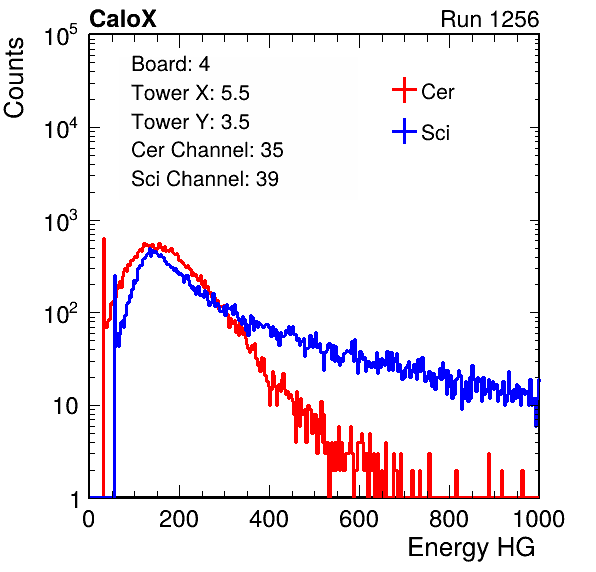 CaloX Run 1256
Counts
10^5
10^4
10^3
10^2
10
1
Board: 4
Tower X: 5.5
Tower Y: 3.5
Cer Channel: 35
Sci Channel: 39
Cer
Sci
0 200 400 600 800 1000
Energy HG